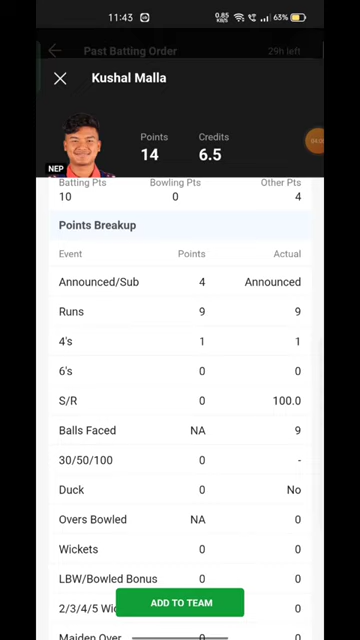 11:43
0.85
KB/S
63%
Past Batting Order
29h left
Kushal Malla
Points
Credits
14
6.5
NEP
Batting Pts
Bowling Pts
Other Pts
10
0
4
Points Breakup
Event Points Actual
Announced/Sub 4 Announced
Runs 9 9
4's 1 1
6's 0 0
S/R 0 100.0
Balls Faced NA 9
30/50/100 0 -
Duck 0 No
Overs Bowled NA 0
Wickets 0 0
LBW/Bowled Bonus 0 0
ADD TO TEAM
2/3/4/5 0
Maiden Over 0 0